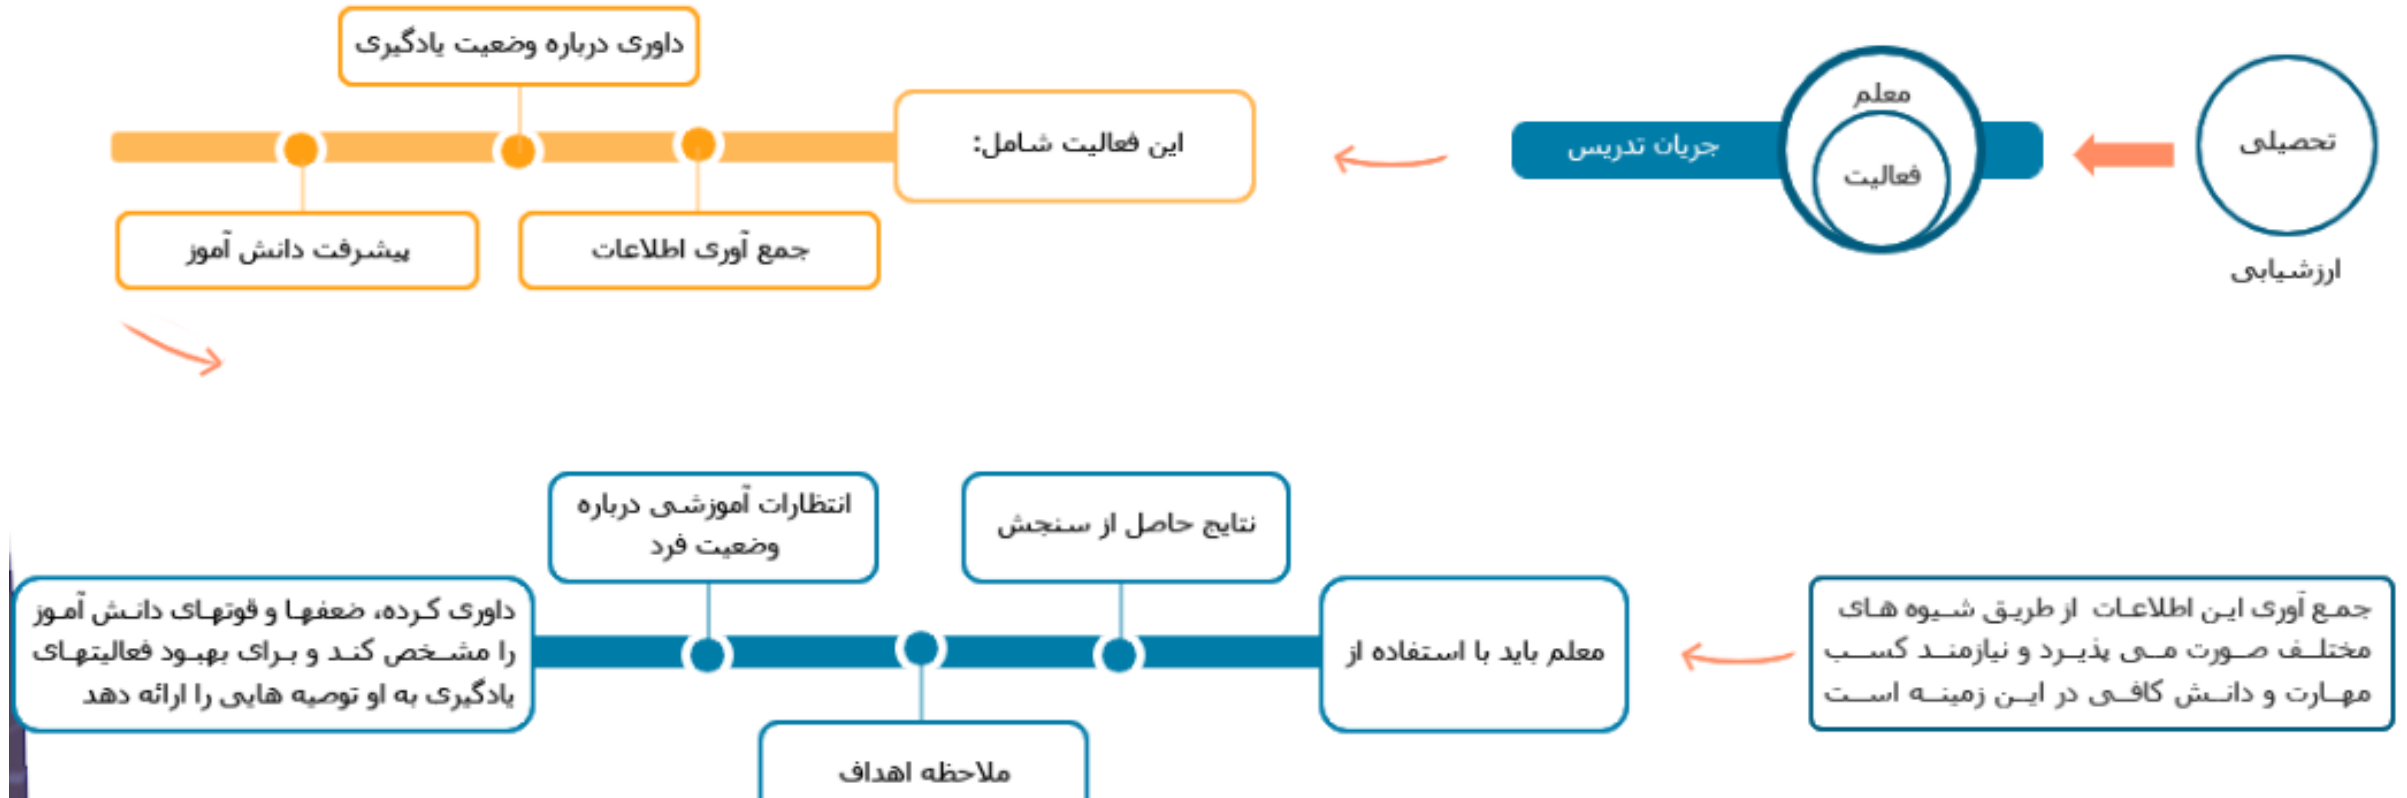 تحصیلی
ارزشیابی
معلم
فعالیت
جریان تدریس
این فعالیت شامل:
جمع آوری اطلاعات
داوری درباره وضعیت یادگیری
پیشرفت دانش آموز
جمع آوری این اطلاعات از طریق شیوه های
مختلف صورت می پذیرد و نیازمند کسب
مهارت و دانش کافی در این زمینه است
معلم باید با استفاده از
نتایج حاصل از سنجش
ملاحظه اهداف
انتظارات آموزشی درباره
وضعیت فرد
داوری کرده، ضعفها و قوتهای دانش آموز
را مشخص کند و برای بهبود فعالیتهای
یادگیری به او توصیه هایی را ارائه دهد